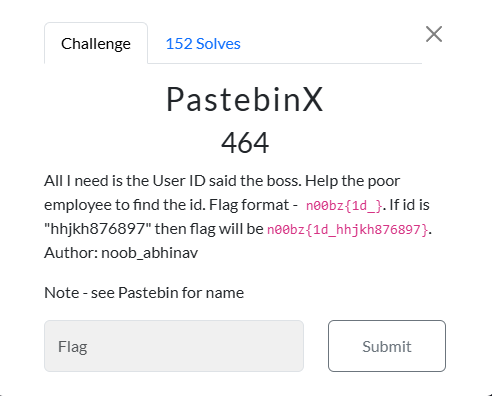 Challenge
152 Solves
PastebinX
464
All I need is the User ID said the boss. Help the poor
employee to find the id. Flag format - n00bz{1d_}. If id is
"hhjkh876897" then flag will be n00bz{1d_hhjkh876897}.
Author: noob_abhinav
Note - see Pastebin for name
Flag
Submit